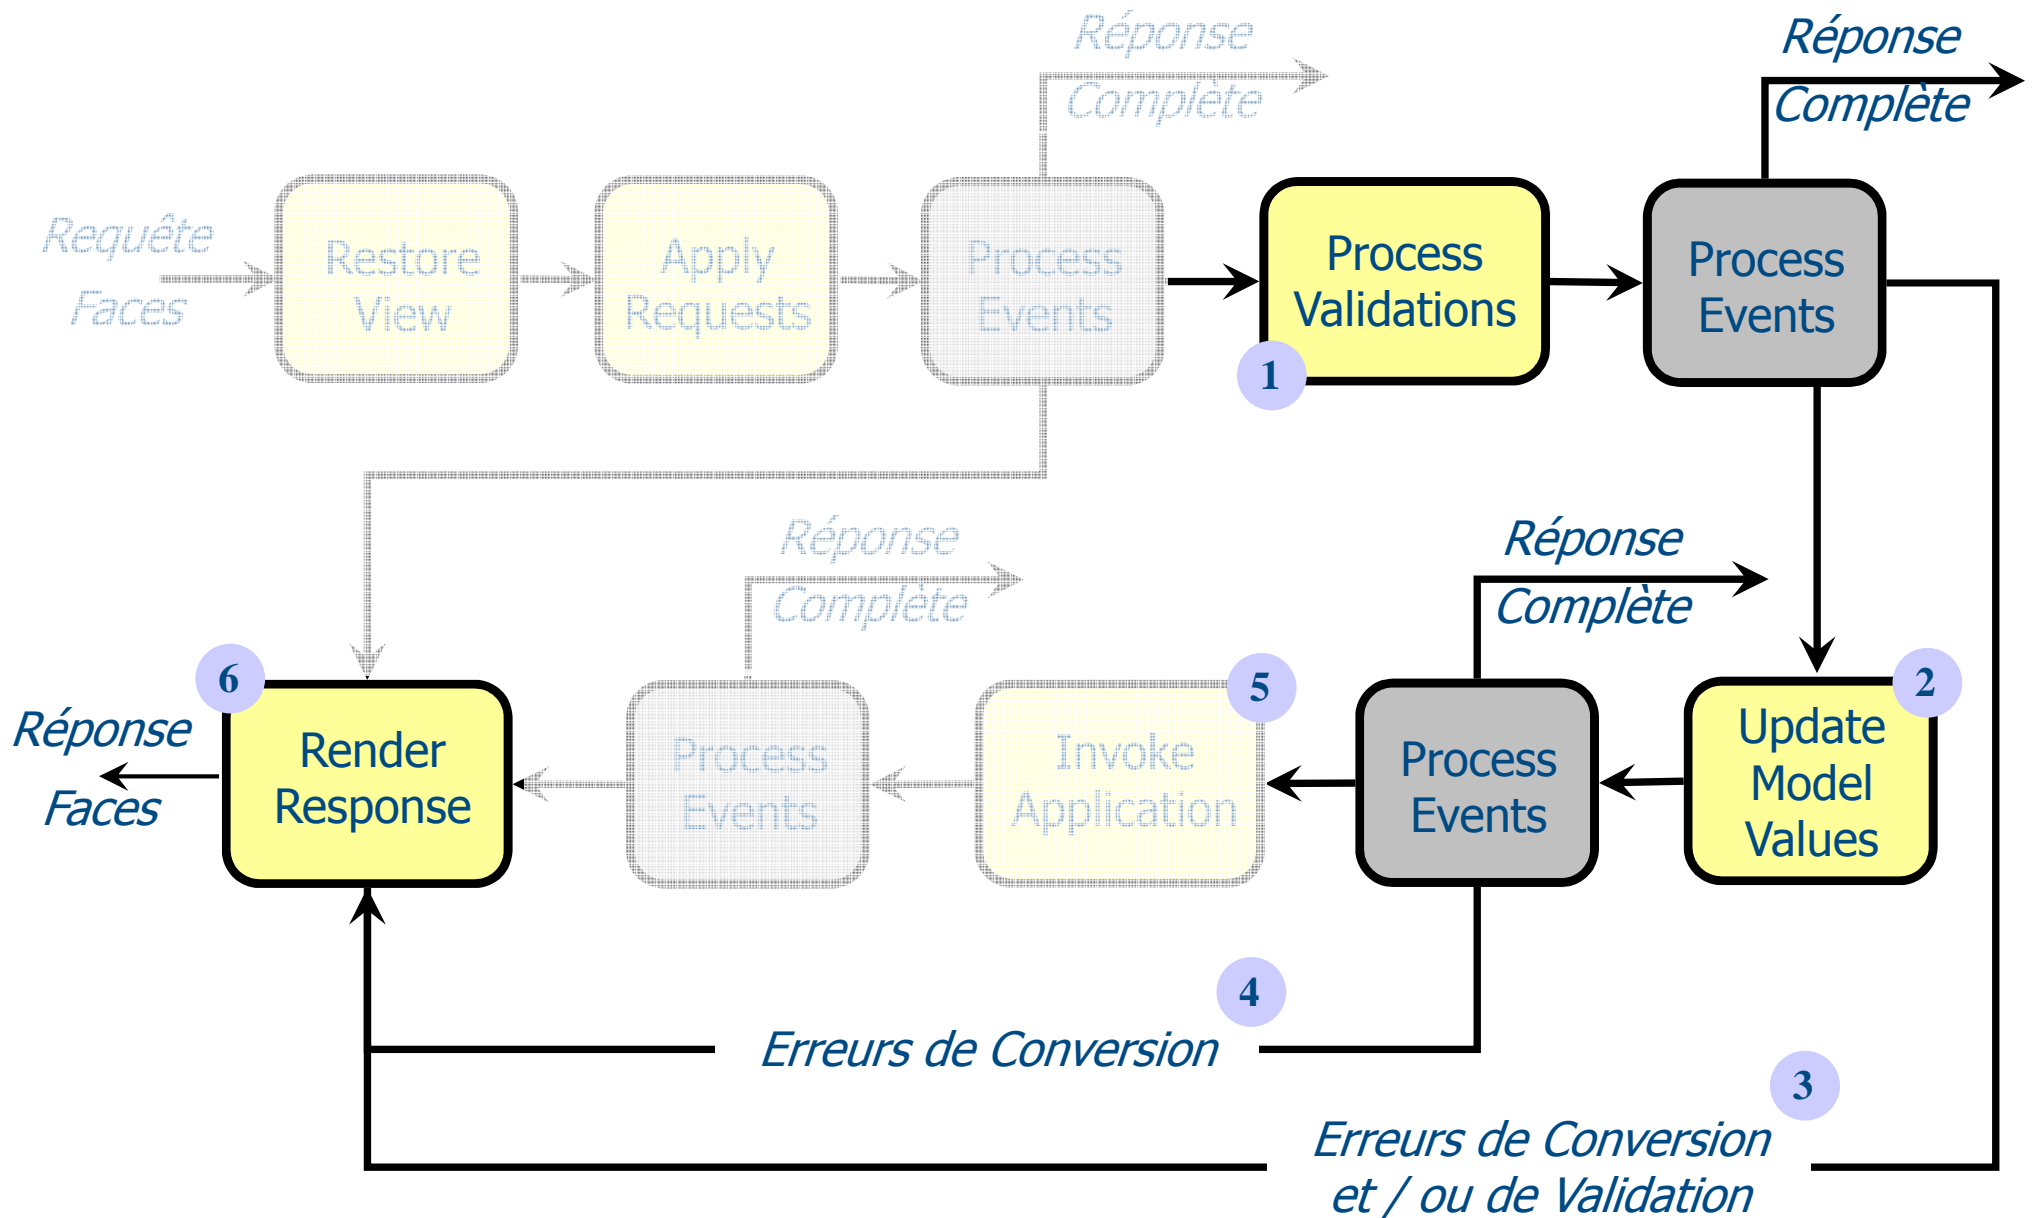 Réponse
Complète
Réponse
Complète
Requête
Faces
Restore
View
Apply
Requests
Process
Events
Process
Validations
1
Process
Events
Réponse
Complète
Réponse
Complète
6
Réponse
Faces
Render
Response
Process
Events
5
Invoke
Application
Process
Events
2
Update
Model
Values
4
Erreurs de Conversion
3
Erreurs de Conversion
et / ou de Validation